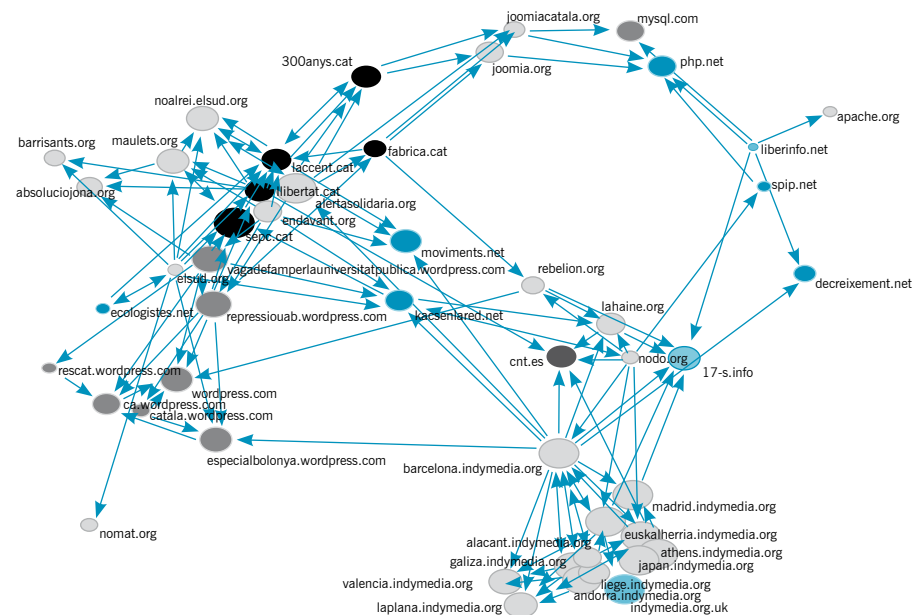 joomiacatala.org
mysql.com
300anys.cat
php.net
joomia.org
noalrei.elsud.org
apache.org
barrisants.org
maulets.org
fabrica.cat
liberinfo.net
laccent.cat
absoluciojona.org
llibertat.cat
spip.net
alertasolidaria.org
endavant.org
sepc.cat
moviments.net
vagadefamperlauniversitatpublica.wordpress.com
rebelion.org
elsud.org
decreixement.net
ecologistes.net
repressiouab.wordpress.com
kaosenlared.net
lahaine.org
cnt.es
nodo.org
rescat.wordpress.com
17-s.info
wordpress.com
ca.wordpress.com
catala.wordpress.com
especialbolonya.wordpress.com
barcelona.indymedia.org
madrid.indymedia.org
nomat.org
euskalherria.indymedia.org
alacant.indymedia.org
athens.indymedia.org
galiza.indymedia.org
japan.indymedia.org
valencia.indymedia.org
liege.indymedia.org
andorra.indymedia.org
laplana.indymedia.org
indymedia.org.uk